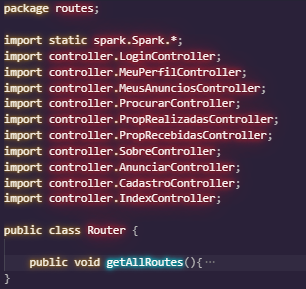 package routes;
import static spark.Spark.*;
import controller.LoginController;
import controller.MeuPerfilController;
import controller.MeusAnunciosController;
import controller.ProcurarController;
import controller.PropRealizadasController;
import controller.PropRecebidasController;
import controller.SobreController;
import controller.AnunciarController;
import controller.CadastroController;
import controller.IndexController;
public class Router {
public void getAllRoutes(){···
}